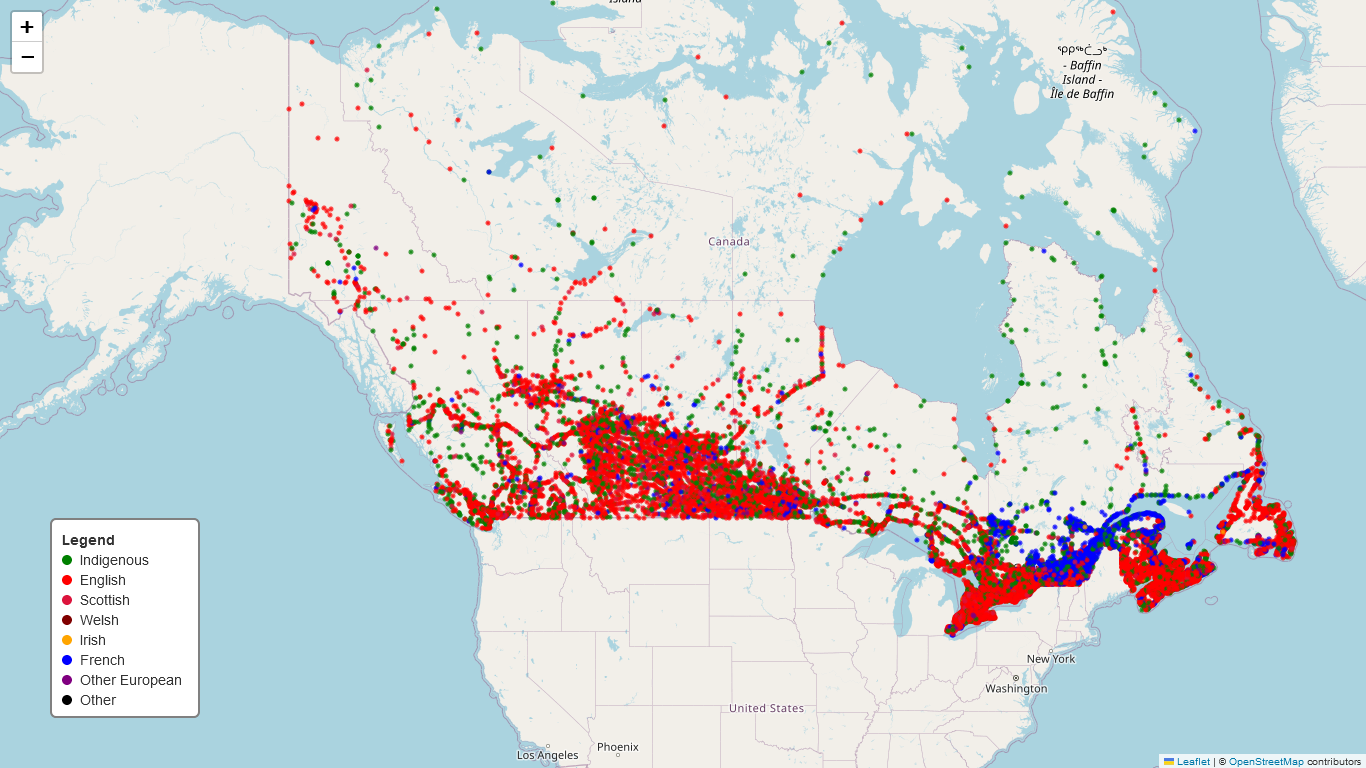 +
−
Island
ᕿᑭᖅᑖᓗᒃ
- Baffin
Island -
Île de Baffin
Canada
Legend
Indigenous
English
Scottish
Welsh
Irish
French
Other European
Other
New York
Washington
United States
Los Angeles
Phoenix
Leaflet | © OpenStreetMap contributors